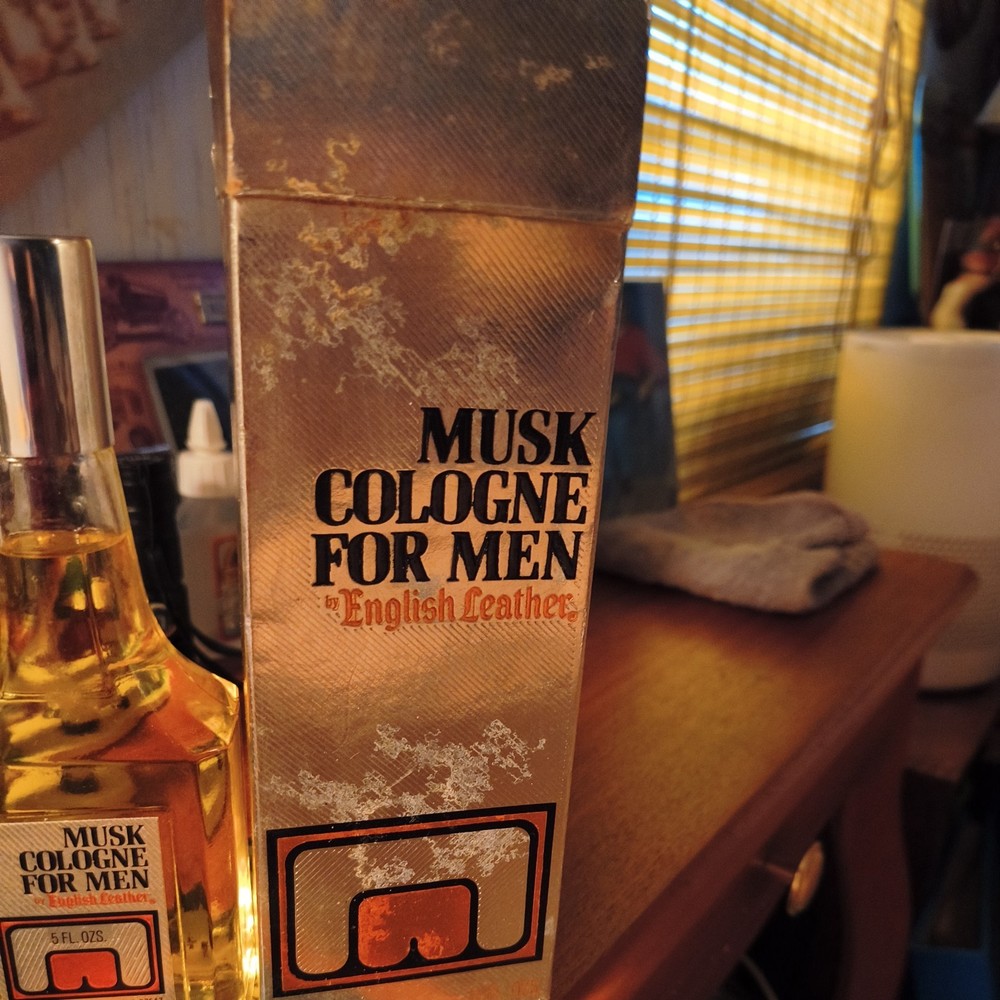 MUSK
COLOGNE
FOR MEN
by English Leather®
MUSK
COLOGNE
FOR MEN
by English Leather®
5 FL. OZS.